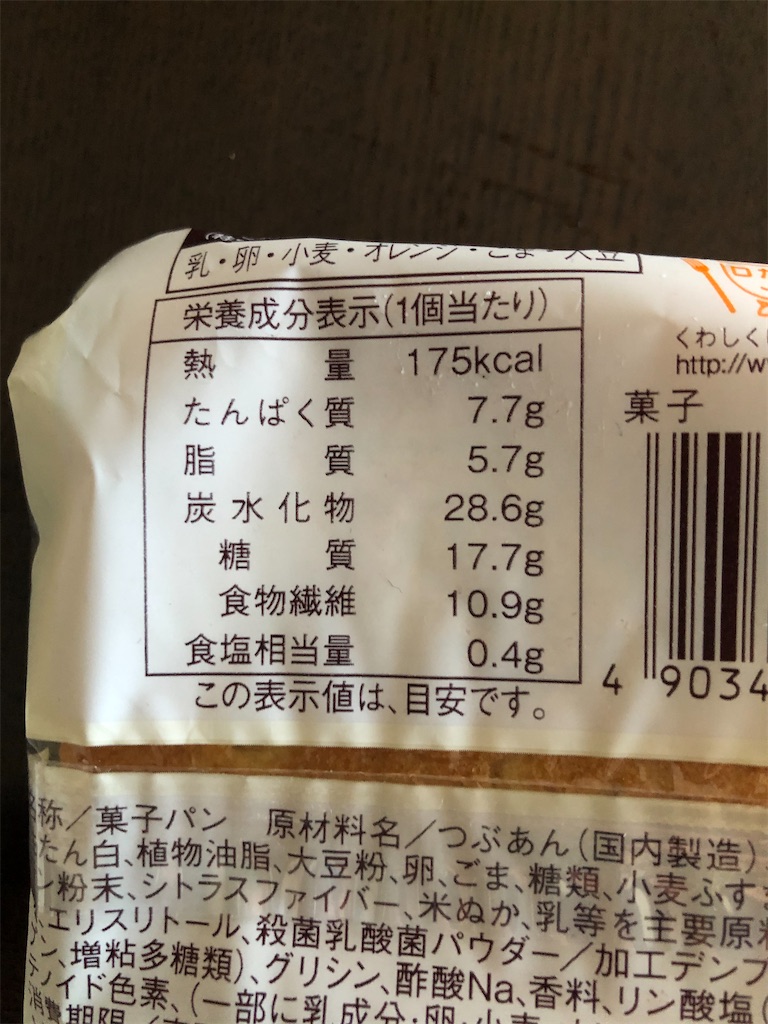 乳・卵・小麦・オレンジ・ごま・大豆
栄養成分表示(1個当たり)
熱量 175kcal
たんぱく質 7.7g
脂質 5.7g
炭水化物 28.6g
糖質 17.7g
食物繊維 10.9g
食塩相当量 0.4g
この表示値は、目安です。
くわしく
http://w
菓子
4 9034
称/菓子パン 原材料名/つぶあん(国内製造)
たん白、植物油脂、大豆粉、卵、ごま、糖類、小麦ふす
ン粉末、シトラスファイバー、米ぬか、乳等を主要原
エリスリトール、殺菌乳酸菌パウダー/加工デンプ
ン、増粘多糖類)、グリシン、酢酸Na、香料、リン酸塩(
ノイド色素、(一部に乳成分・卵・小麦
費期限